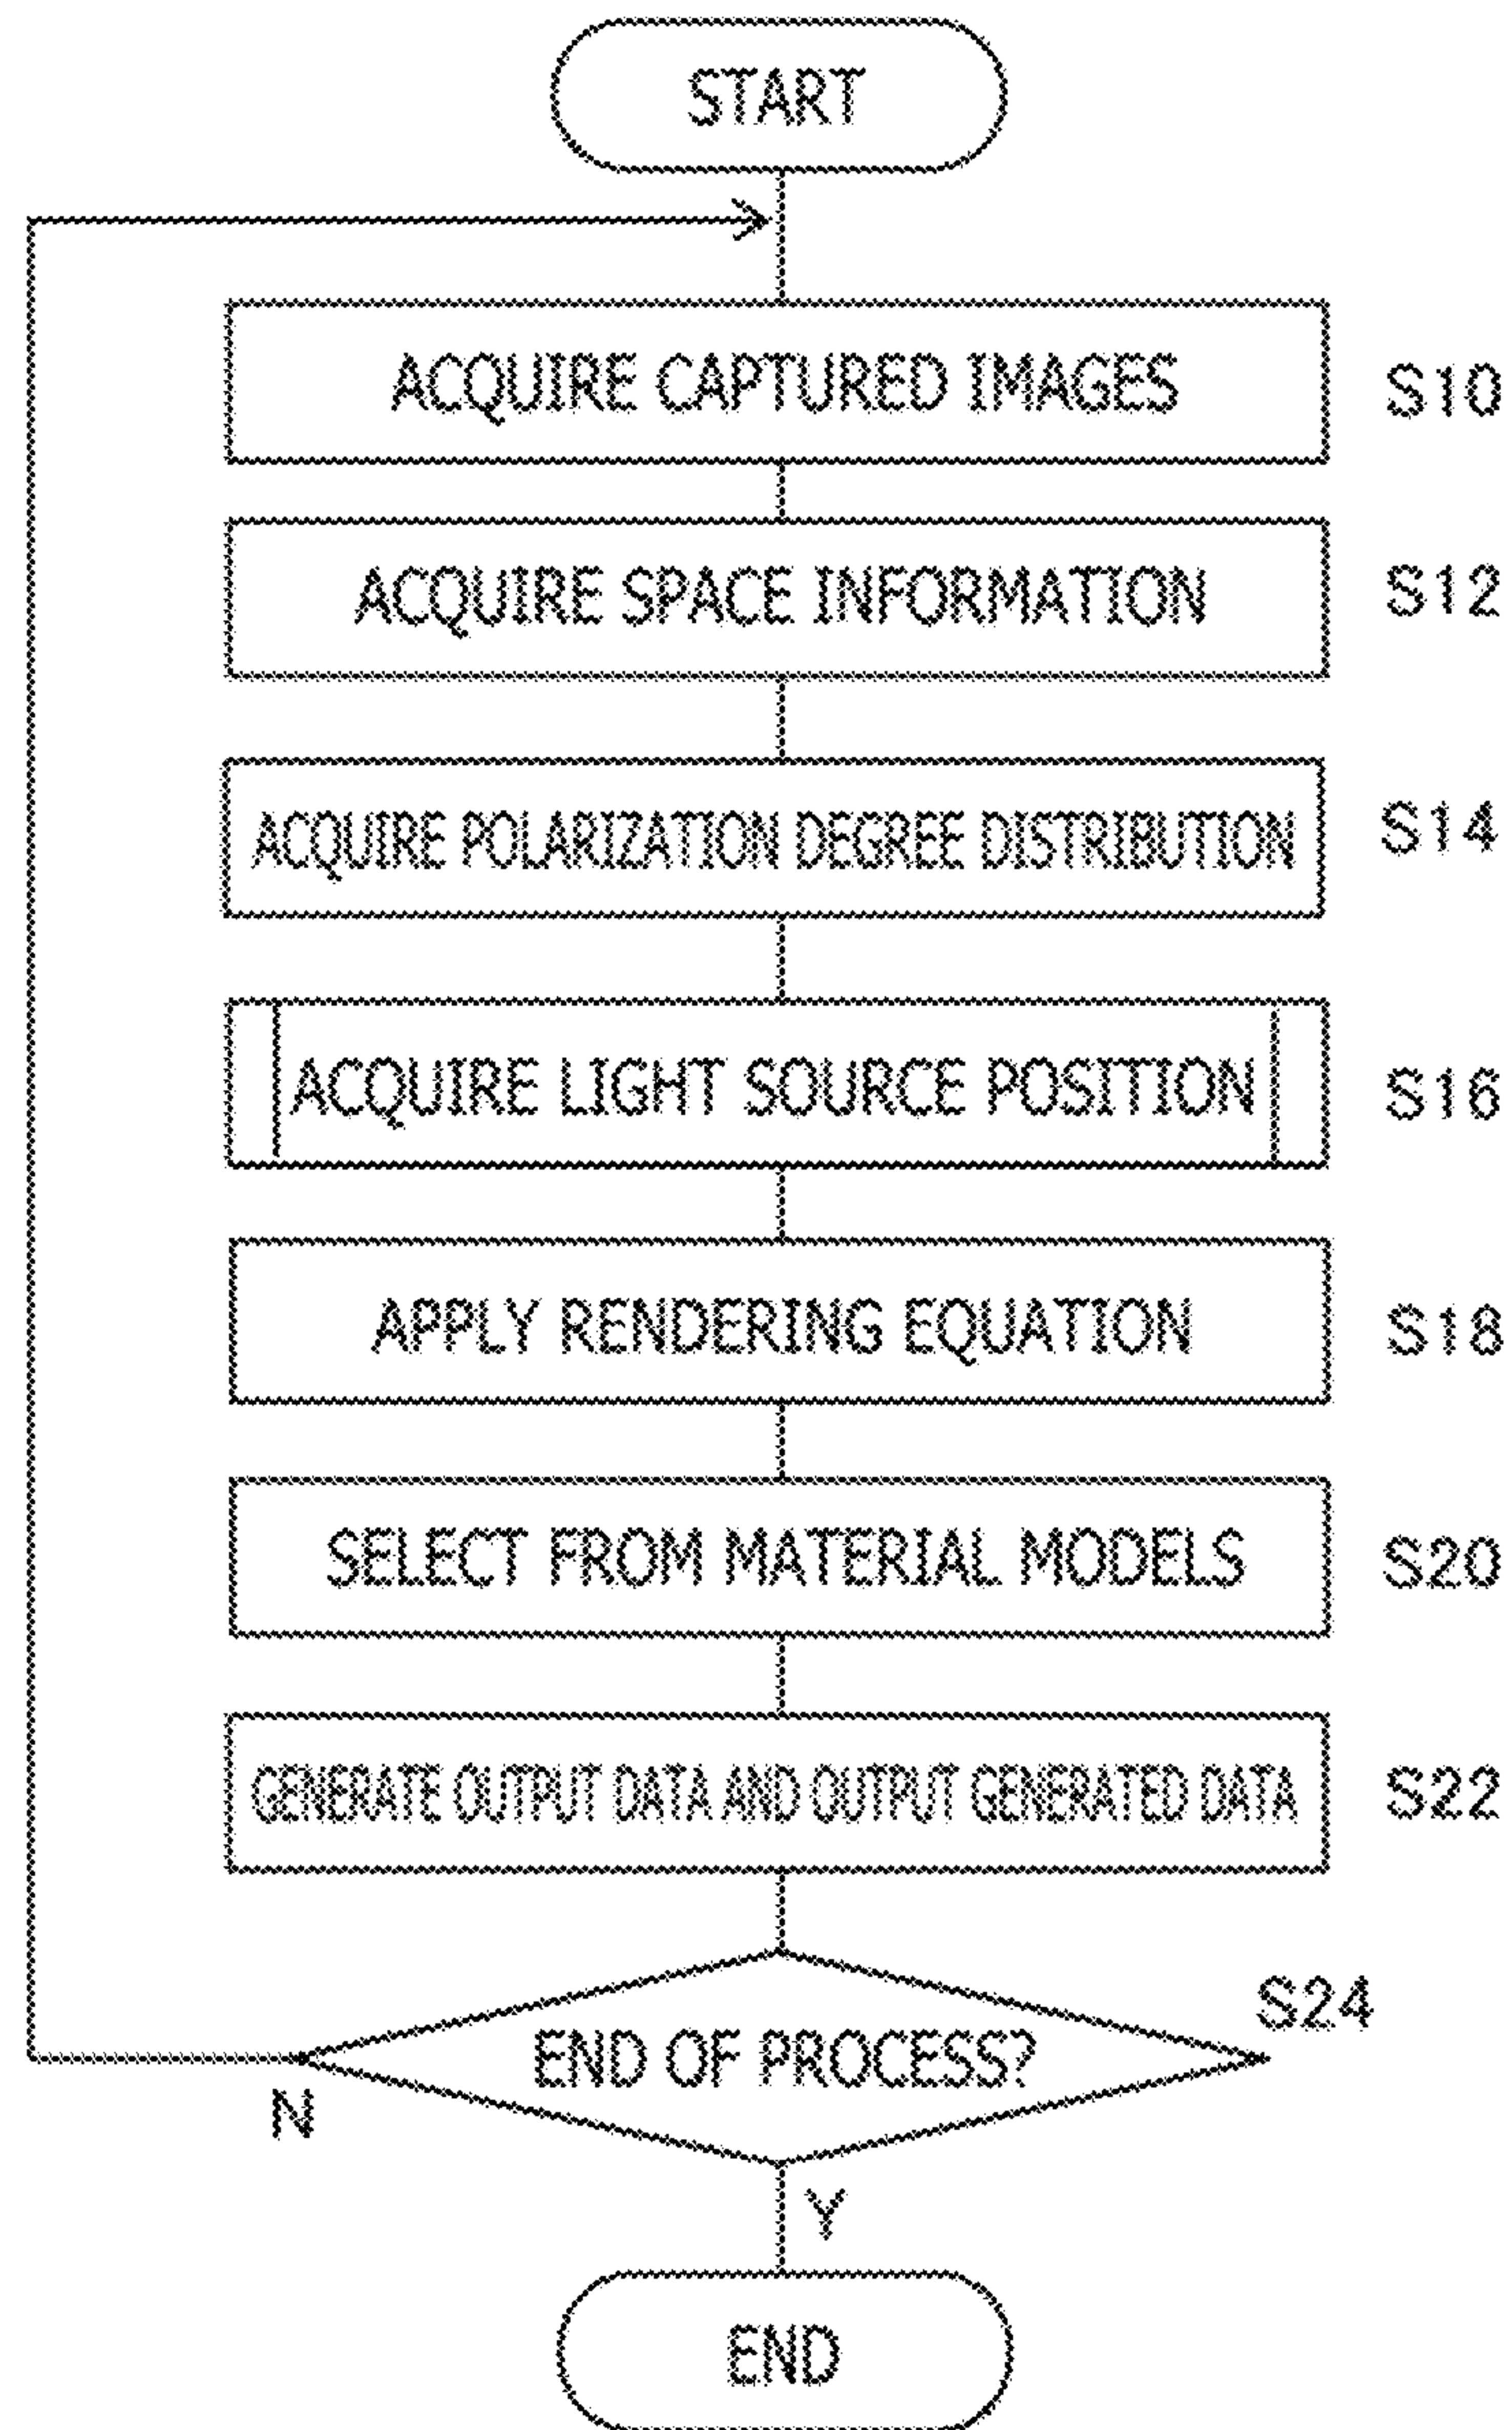 START
ACQUIRE CAPTURED IMAGES S10
ACQUIRE SPACE INFORMATION S12
ACQUIRE POLARIZATION DEGREE DISTRIBUTION S14
ACQUIRE LIGHT SOURCE POSITION S16
APPLY RENDERING EQUATION S18
SELECT FROM MATERIAL MODELS S20
GENERATE OUTPUT DATA AND OUTPUT GENERATED DATA S22
S24
END OF PROCESS?
N
Y
END